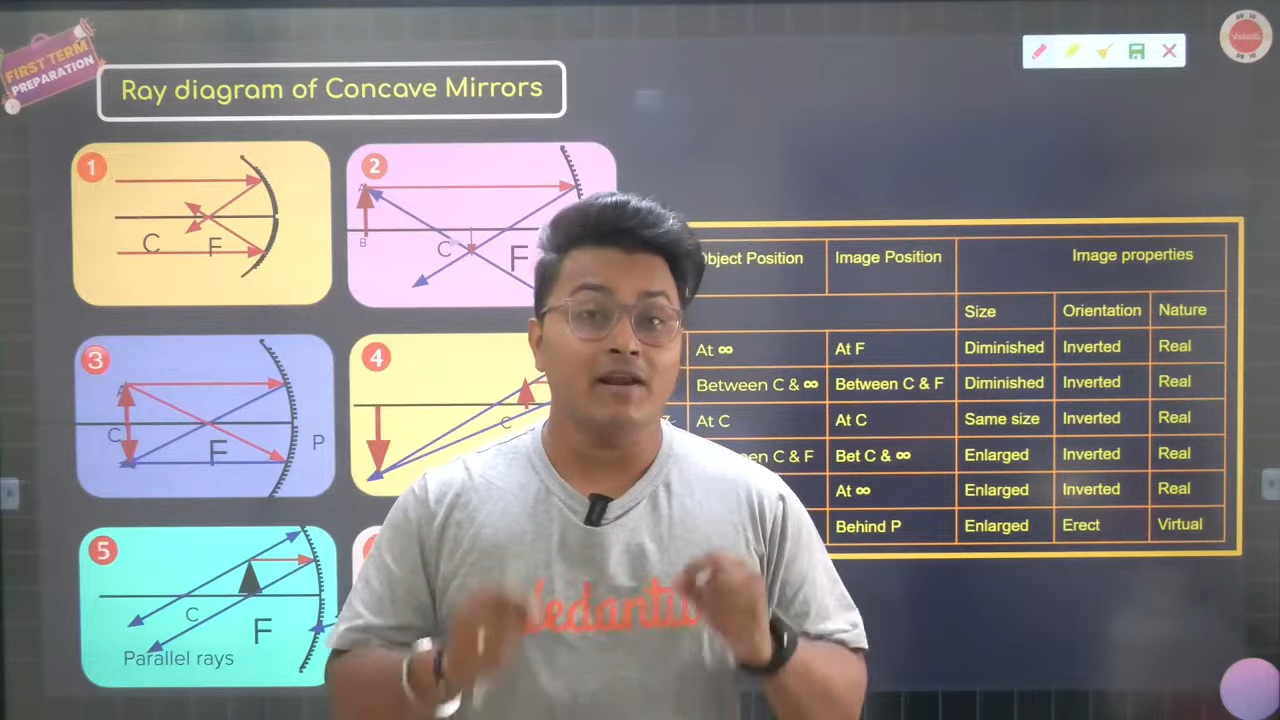 FIRST TERM
PREPARATION
Ray diagram of Concave Mirrors
Vedantu
1
C
F
2
A
B
C
F
3
A
C
F
P
4
C
5
C
F
Parallel rays
Object Position Image Position Image properties
Size Orientation Nature
At ∞ At F Diminished Inverted Real
Between C & ∞ Between C & F Diminished Inverted Real
At C At C Same size Inverted Real
C & F Bet C & ∞ Enlarged Inverted Real
At ∞ Enlarged Inverted Real
Behind P Enlarged Erect Virtual
Vedantu